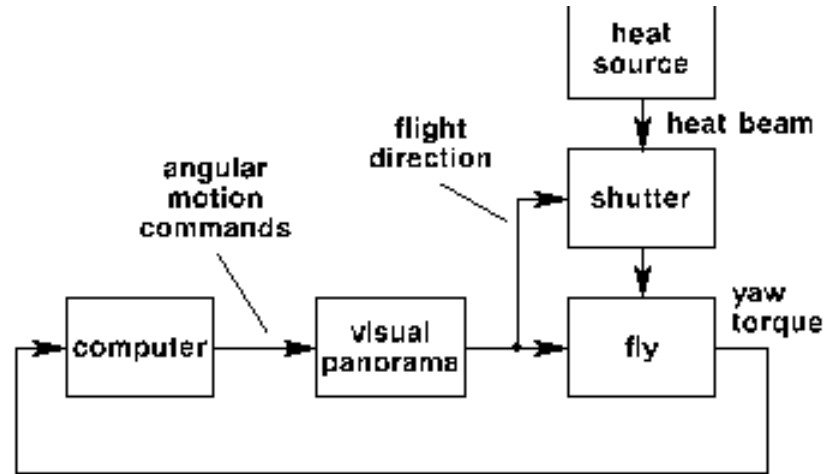 heat
source
heat beam
flight
direction
angular
motion
commands
shutter
yaw
torque
computer
visual
panorama
fly